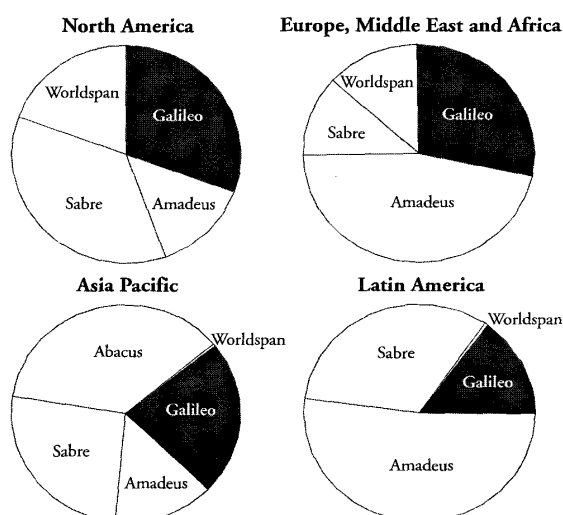 North America
Europe, Middle East and Africa
Worldspan
Galileo
Sabre
Amadeus
Worldspan
Galileo
Sabre
Amadeus
Asia Pacific
Latin America
Abacus
Worldspan
Galileo
Sabre
Amadeus
Sabre
Worldspan
Galileo
Amadeus